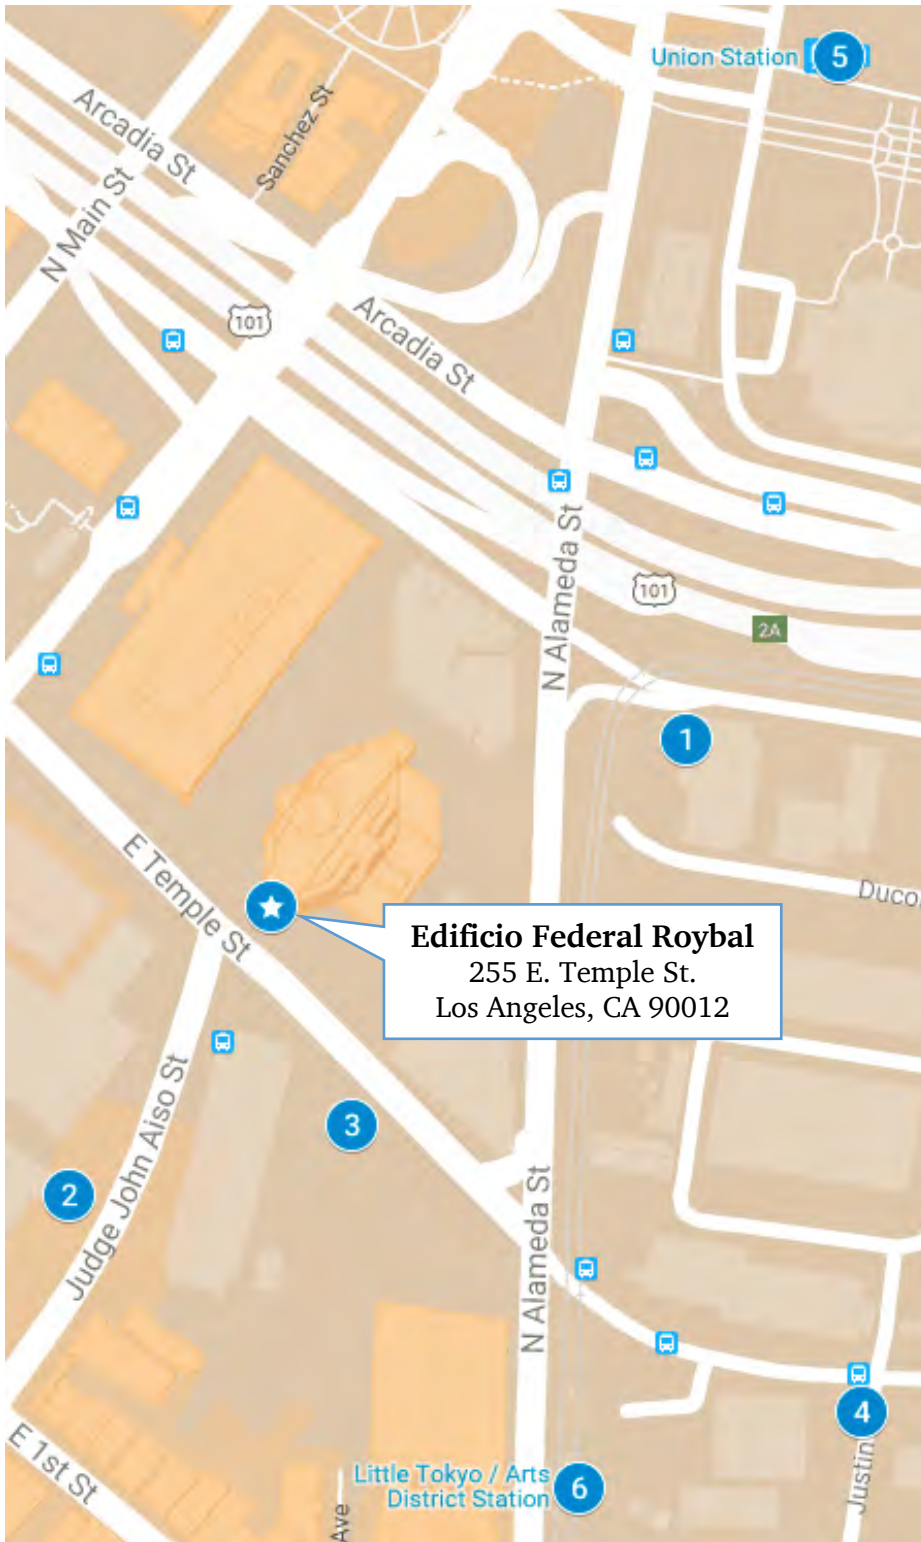 Union Station
5
Arcadia St
Sanchez St
N Main St
101
Arcadia St
N Alameda St
101
2A
1
E Temple St
Duco
Edificio Federal Roybal
255 E. Temple St.
Los Angeles, CA 90012
Judge John Aiso St
3
2
N Alameda St
4
E 1st St
Little Tokyo / Arts
District Station
6
Justin
Ave